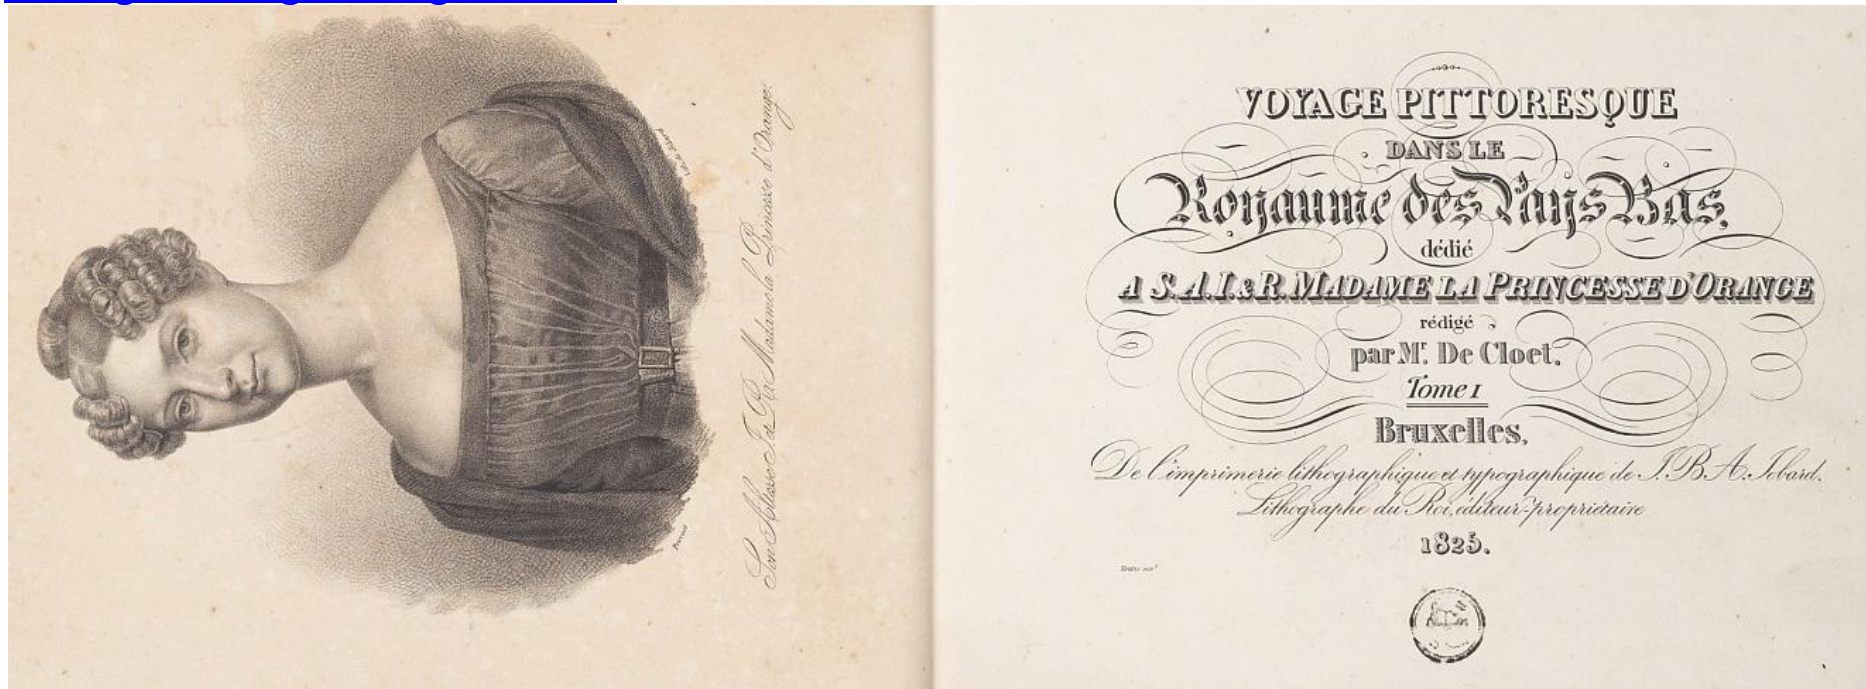 Son Altesse I. et R. Madame la Princesse d'Orange.
VOYAGE PITTORESQUE
DANS LE
Royaume des Pays Bas,
dédié
A S.A.I. & R. MADAME LA PRINCESSE D'ORANGE
rédigé
par Mr. De Cloet.
Tome I
Bruxelles,
De l'imprimerie lithographique et typographique de J. B. A. Jobard,
Lithographe du Roi, éditeur-propriétaire
1825.